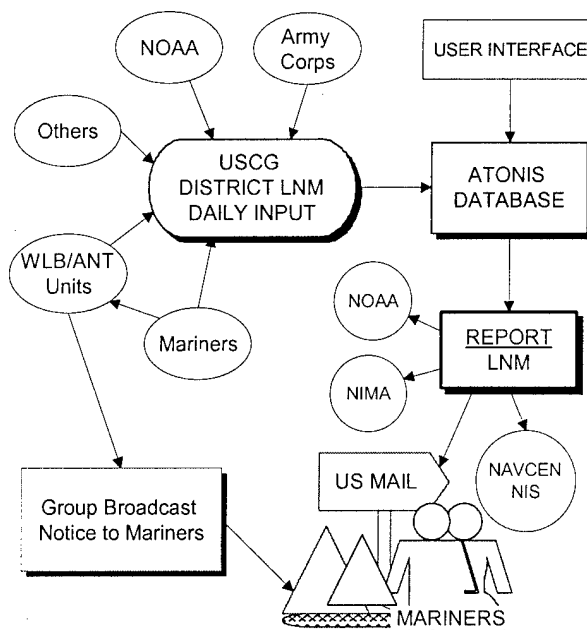 NOAA
Army
Corps
USER INTERFACE
Others
USCG
DISTRICT LNM
DAILY INPUT
ATONIS
DATABASE
WLB/ANT
Units
Mariners
NOAA
REPORT
LNM
NIMA
US MAIL
NAVCEN
NIS
Group Broadcast
Notice to Mariners
MARINERS